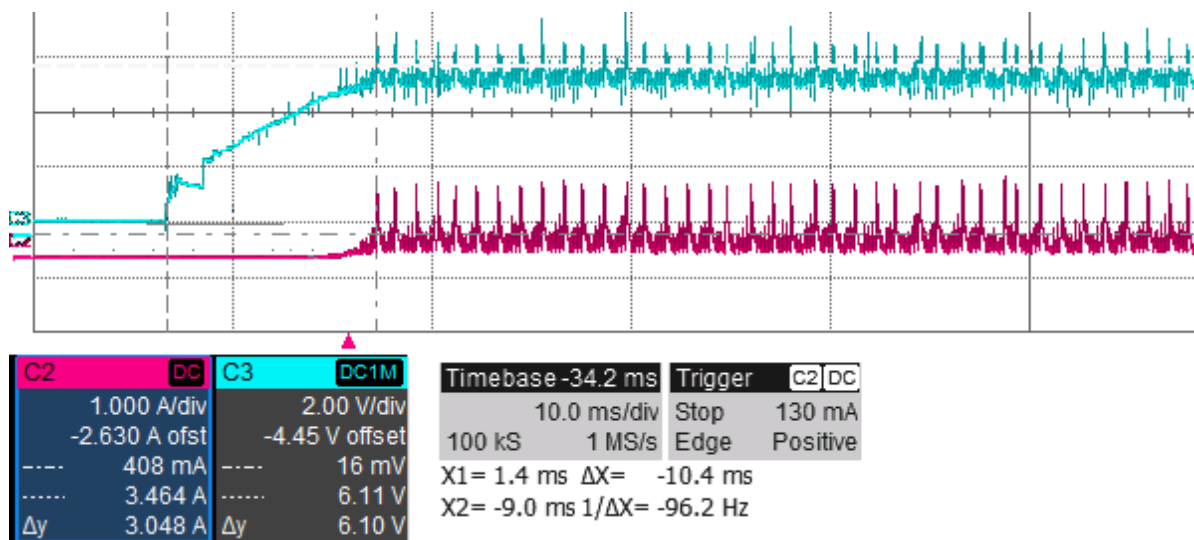 C3
C2 DC
1.000 A/div
-2.630 A ofst
408 mA
3.464 A
Δy 3.048 A
C3 DC1M
2.00 V/div
-4.45 V offset
16 mV
6.11 V
Δy 6.10 V
Timebase -34.2 ms
10.0 ms/div
100 kS 1 MS/s
Trigger C2 DC
Stop 130 mA
Edge Positive
X1= 1.4 ms ΔX= -10.4 ms
X2= -9.0 ms 1/ΔX= -96.2 Hz